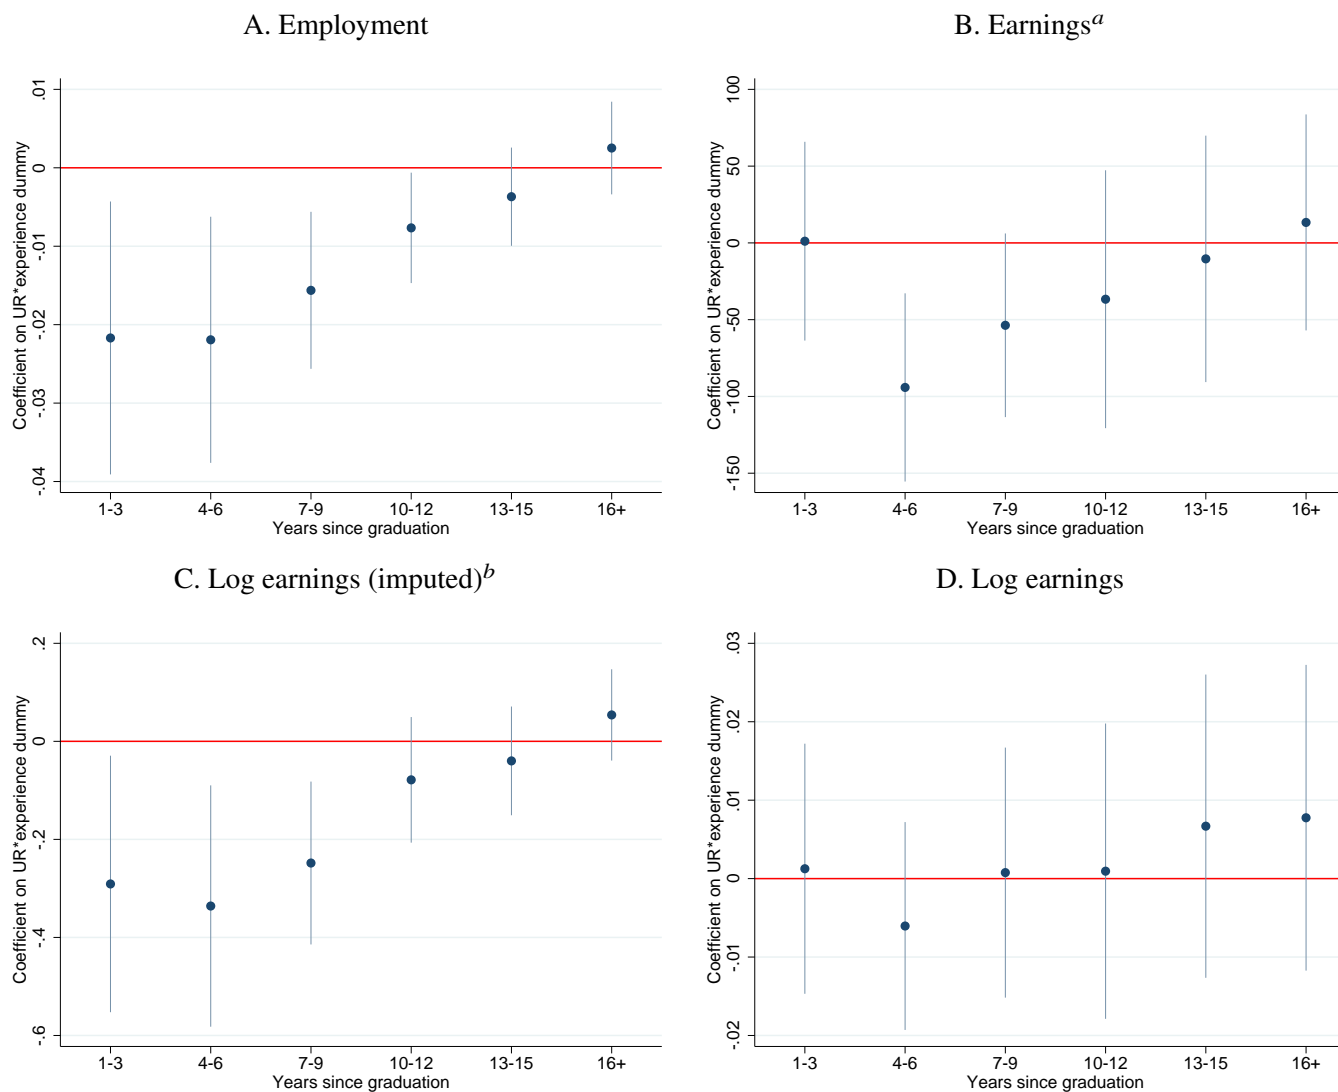 A. Employment
Coefficient on UR*experience dummy
.01
0
-.01
-.02
-.03
-.04
1-3 4-6 7-9 10-12 13-15 16+
Years since graduation
B. Earningsa
Coefficient on UR*experience dummy
100
50
0
-50
-100
-150
1-3 4-6 7-9 10-12 13-15 16+
Years since graduation
C. Log earnings (imputed)b
Coefficient on UR*experience dummy
.2
0
-.2
-.4
-.6
1-3 4-6 7-9 10-12 13-15 16+
Years since graduation
D. Log earnings
Coefficient on UR*experience dummy
.03
.02
.01
0
-.01
-.02
1-3 4-6 7-9 10-12 13-15 16+
Years since graduation